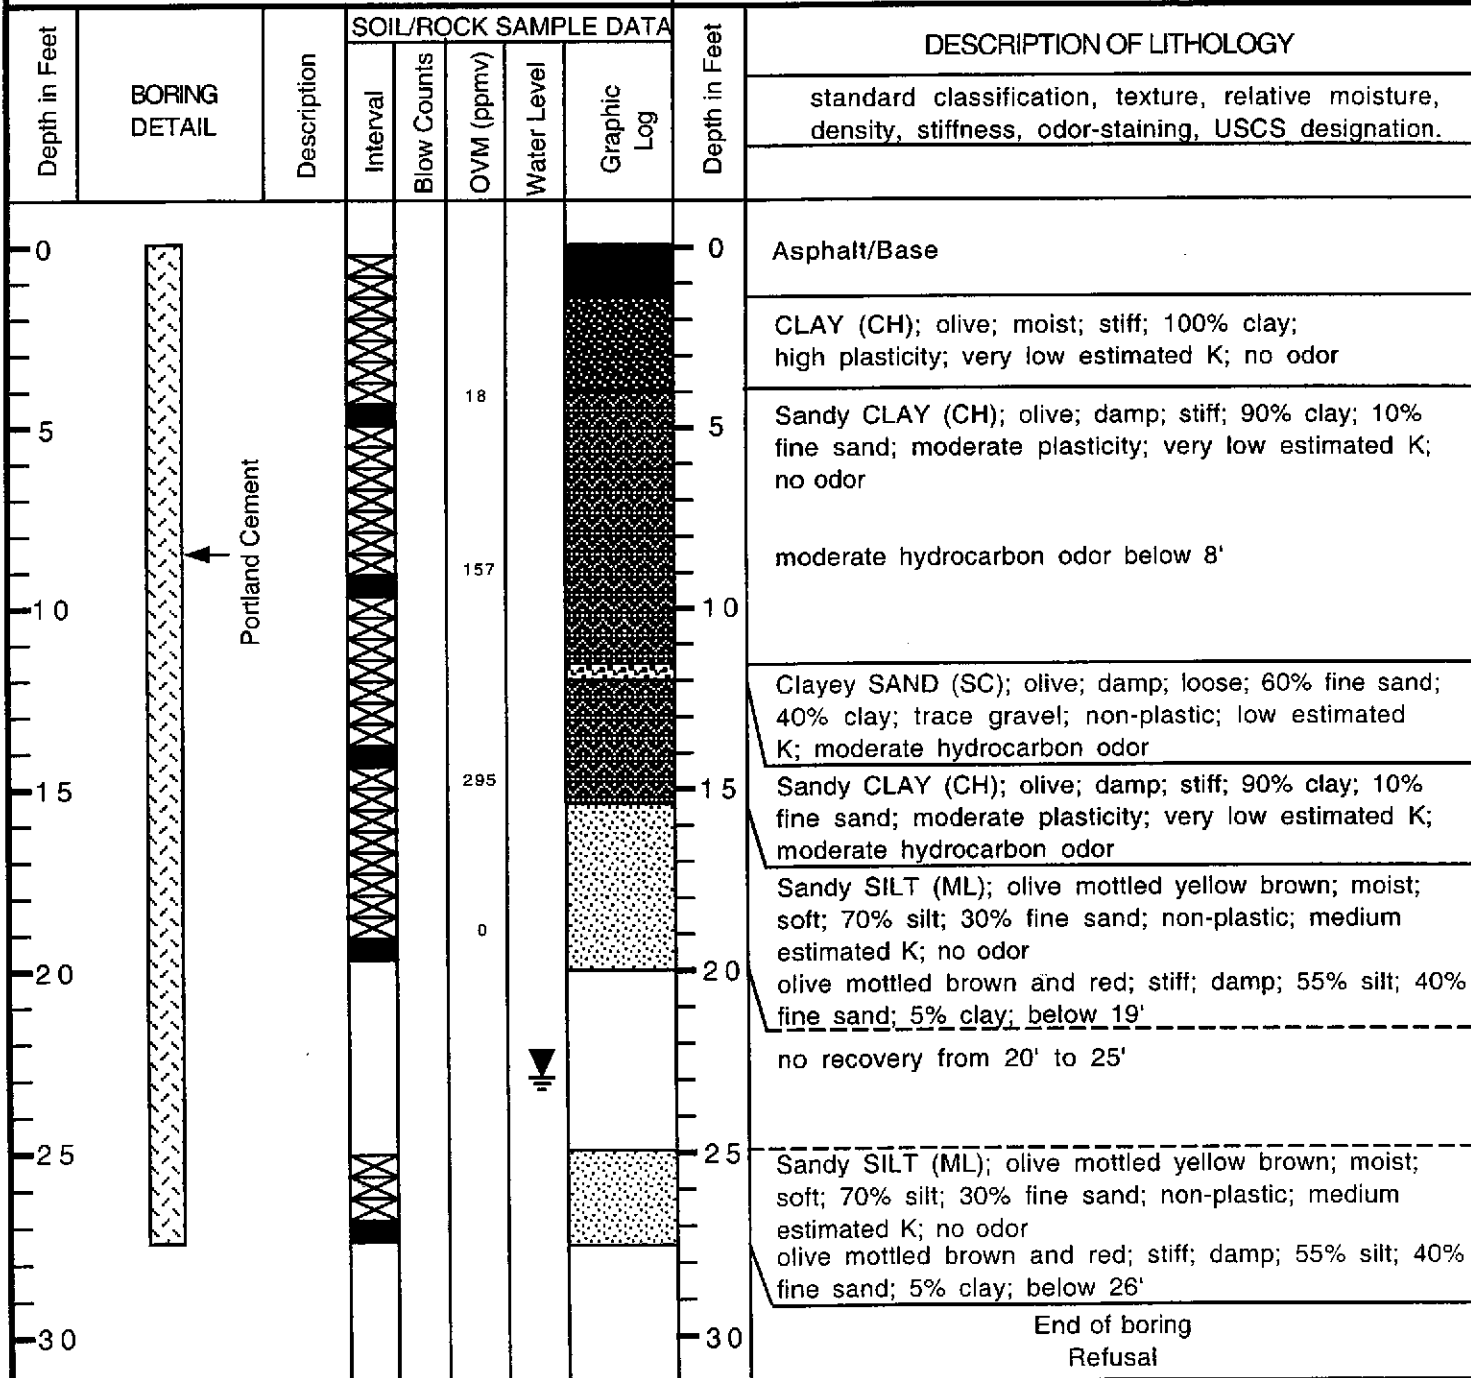 SOIL/ROCK SAMPLE DATA
Depth in Feet
BORING
DETAIL
Description
Interval
Blow Counts
OVM (ppmv)
Water Level
Graphic
Log
Depth in Feet
DESCRIPTION OF LITHOLOGY
standard classification, texture, relative moisture,
density, stiffness, odor-staining, USCS designation.
0
5
10
15
20
25
30
Portland Cement
18
157
295
0
0
5
10
15
20
25
30
Asphalt/Base
CLAY (CH); olive; moist; stiff; 100% clay;
high plasticity; very low estimated K; no odor
Sandy CLAY (CH); olive; damp; stiff; 90% clay; 10%
fine sand; moderate plasticity; very low estimated K;
no odor
moderate hydrocarbon odor below 8'
Clayey SAND (SC); olive; damp; loose; 60% fine sand;
40% clay; trace gravel; non-plastic; low estimated
K; moderate hydrocarbon odor
Sandy CLAY (CH); olive; damp; stiff; 90% clay; 10%
fine sand; moderate plasticity; very low estimated K;
moderate hydrocarbon odor
Sandy SILT (ML); olive mottled yellow brown; moist;
soft; 70% silt; 30% fine sand; non-plastic; medium
estimated K; no odor
olive mottled brown and red; stiff; damp; 55% silt; 40%
fine sand; 5% clay; below 19'
no recovery from 20' to 25'
Sandy SILT (ML); olive mottled yellow brown; moist;
soft; 70% silt; 30% fine sand; non-plastic; medium
estimated K; no odor
olive mottled brown and red; stiff; damp; 55% silt; 40%
fine sand; 5% clay; below 26'
End of boring
Refusal